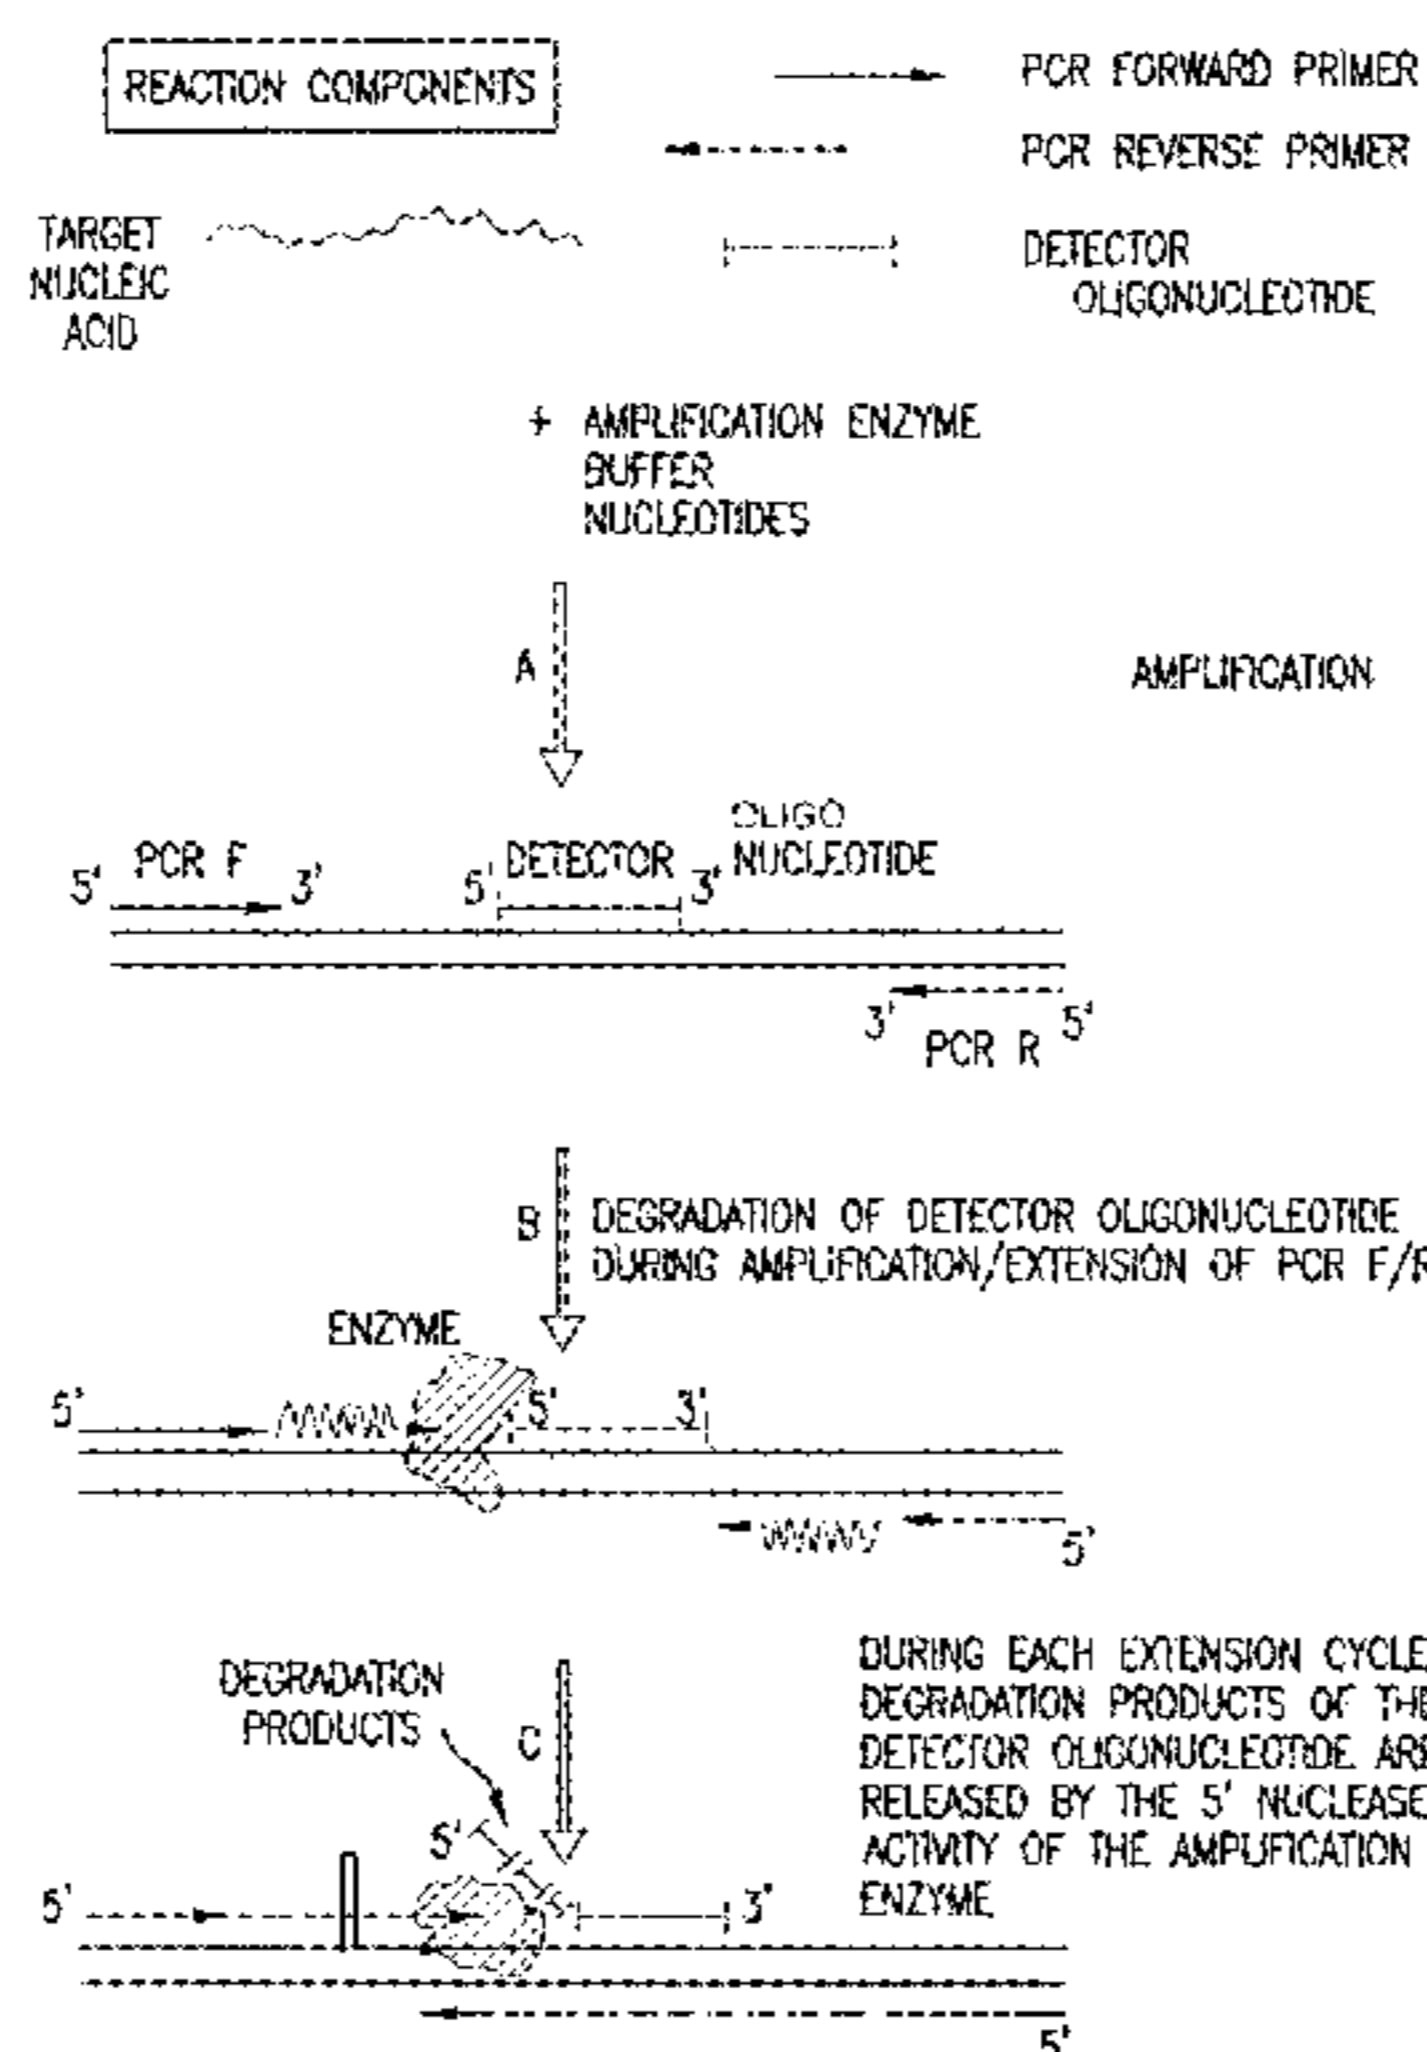 REACTION COMPONENTS
PCR FORWARD PRIMER
PCR REVERSE PRIMER
TARGET
NUCLEIC
ACID
DETECTOR
OLIGONUCLEOTIDE
+ AMPLIFICATION ENZYME
BUFFER
NUCLEOTIDES
A
AMPLIFICATION
5' PCR F 3'
5' DETECTOR 3'
OLIGO
NUCLEOTIDE
3' PCR R 5'
B
DEGRADATION OF DETECTOR OLIGONUCLEOTIDE
DURING AMPLIFICATION/EXTENSION OF PCR F/R
ENZYME
5' 5' 3'
5'
DEGRADATION
PRODUCTS
C
DURING EACH EXTENSION CYCLE
DEGRADATION PRODUCTS OF THE
DETECTOR OLIGONUCLEOTIDE ARE
RELEASED BY THE 5' NUCLEASE
ACTIVITY OF THE AMPLIFICATION
ENZYME
5'
5' 3'
5'